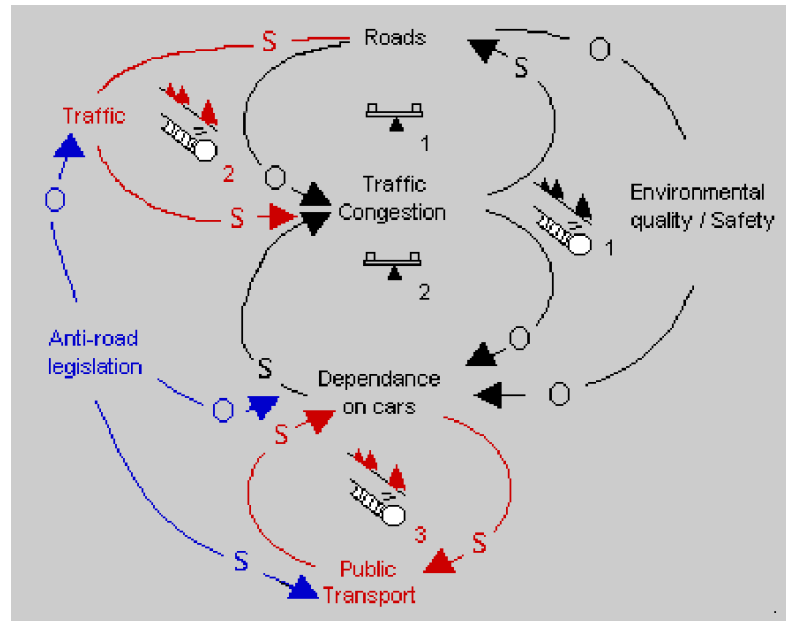 Roads
S
O
S
Traffic
1
2
O
Traffic
Congestion
S
O
Environmental
quality / Safety
1
2
Anti-road
legislation
O
S
Dependance
on cars
O
O
S
3
S
S
Public
Transport